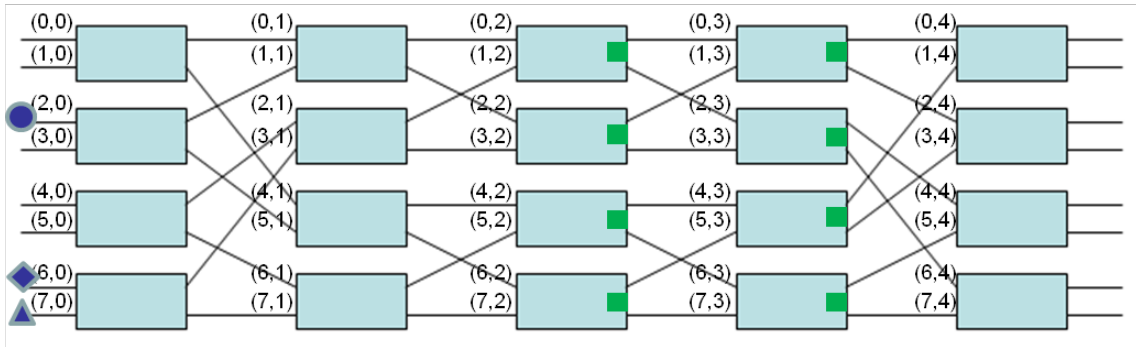 (0,0) (0,1) (0,2) (0,3) (0,4)
(1,0) (1,1) (1,2) (1,3) (1,4)
(2,0) (2,1) (2,2) (2,3) (2,4)
(3,0) (3,1) (3,2) (3,3) (3,4)
(4,0) (4,1) (4,2) (4,3) (4,4)
(5,0) (5,1) (5,2) (5,3) (5,4)
(6,0) (6,1) (6,2) (6,3) (6,4)
(7,0) (7,1) (7,2) (7,3) (7,4)